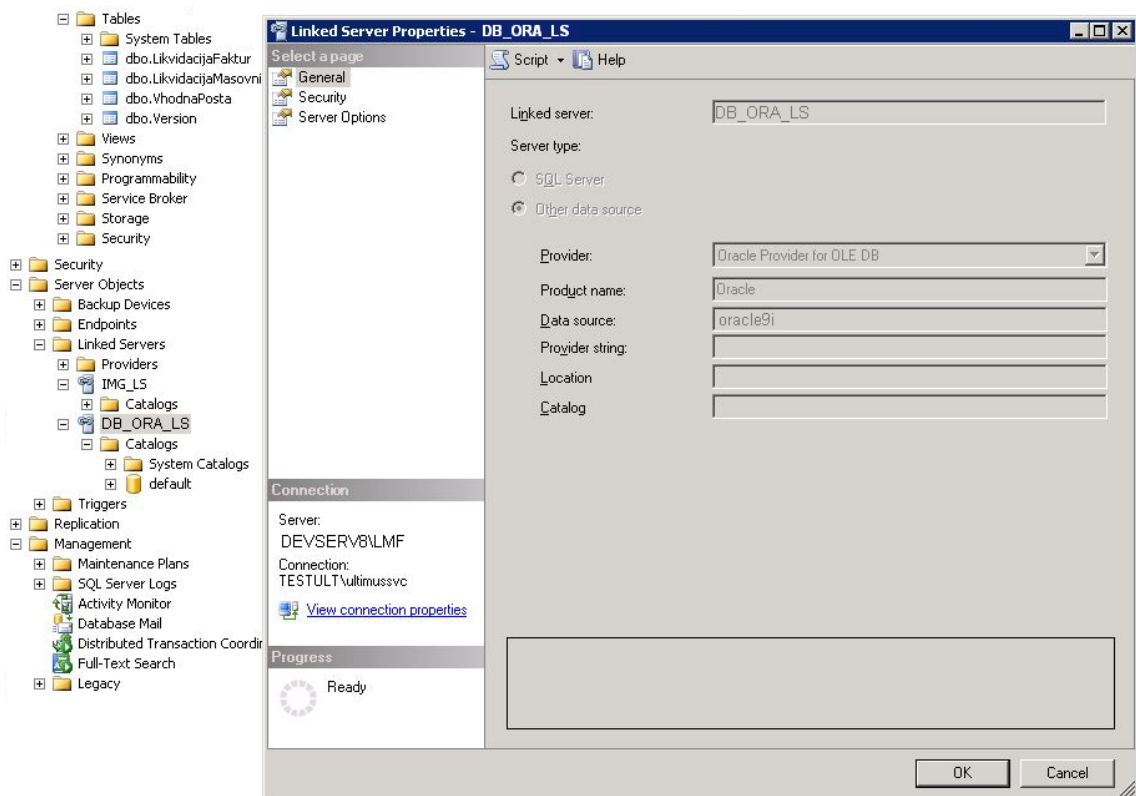 Tables
System Tables
dbo.LikvidacijaFaktur
dbo.LikvidacijaMasovni
dbo.VhodnaPosta
dbo.Version
Views
Synonyms
Programmability
Service Broker
Storage
Security
Security
Server Objects
Backup Devices
Endpoints
Linked Servers
Providers
IMG_LS
Catalogs
DB_ORA_LS
Catalogs
System Catalogs
default
Triggers
Replication
Management
Maintenance Plans
SQL Server Logs
Activity Monitor
Database Mail
Distributed Transaction Coordin
Full-Text Search
Legacy
Linked Server Properties - DB_ORA_LS
Select a page
General
Security
Server Options
Connection
Server:
DEVSERV8\LMF
Connection:
TESTULT\ultimussvc
View connection properties
Progress
Ready
Script Help
Linked server: DB_ORA_LS
Server type:
SQL Server
Other data source
Provider: Oracle Provider for OLE DB
Product name: Oracle
Data source: oracle9i
Provider string:
Location
Catalog
OK Cancel